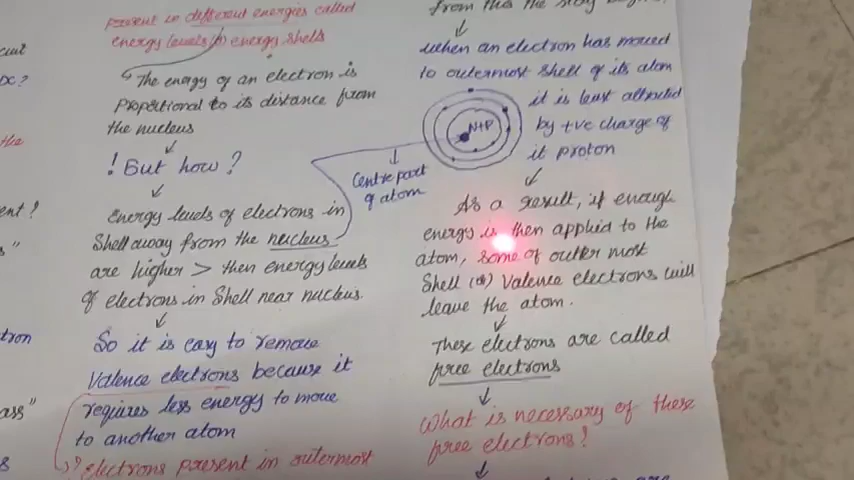 DC?
the
present in different energies called
energy levels (or) energy shells
The energy of an electron is
propotional to its distance from
the nucleus
! But how?
energy levels of electrons in
Shell away from the nucleus
are higher > then energy levels
of electrons in Shell near nucleus.
So it is easy to remove
Valence electrons because it
requires less energy to move
to another atom
electrons present in outermost
when an electron has moved
to outermost shell of its atom
it is least attracted
by +ve charge of
it proton
N+P
Centre part
of atom
As a result, if enough
energy is then applied to the
atom, some of outer most
Shell (or) Valence electrons will
leave the atom.
These electrons are called
free electrons
What is necessary of these
free electrons?